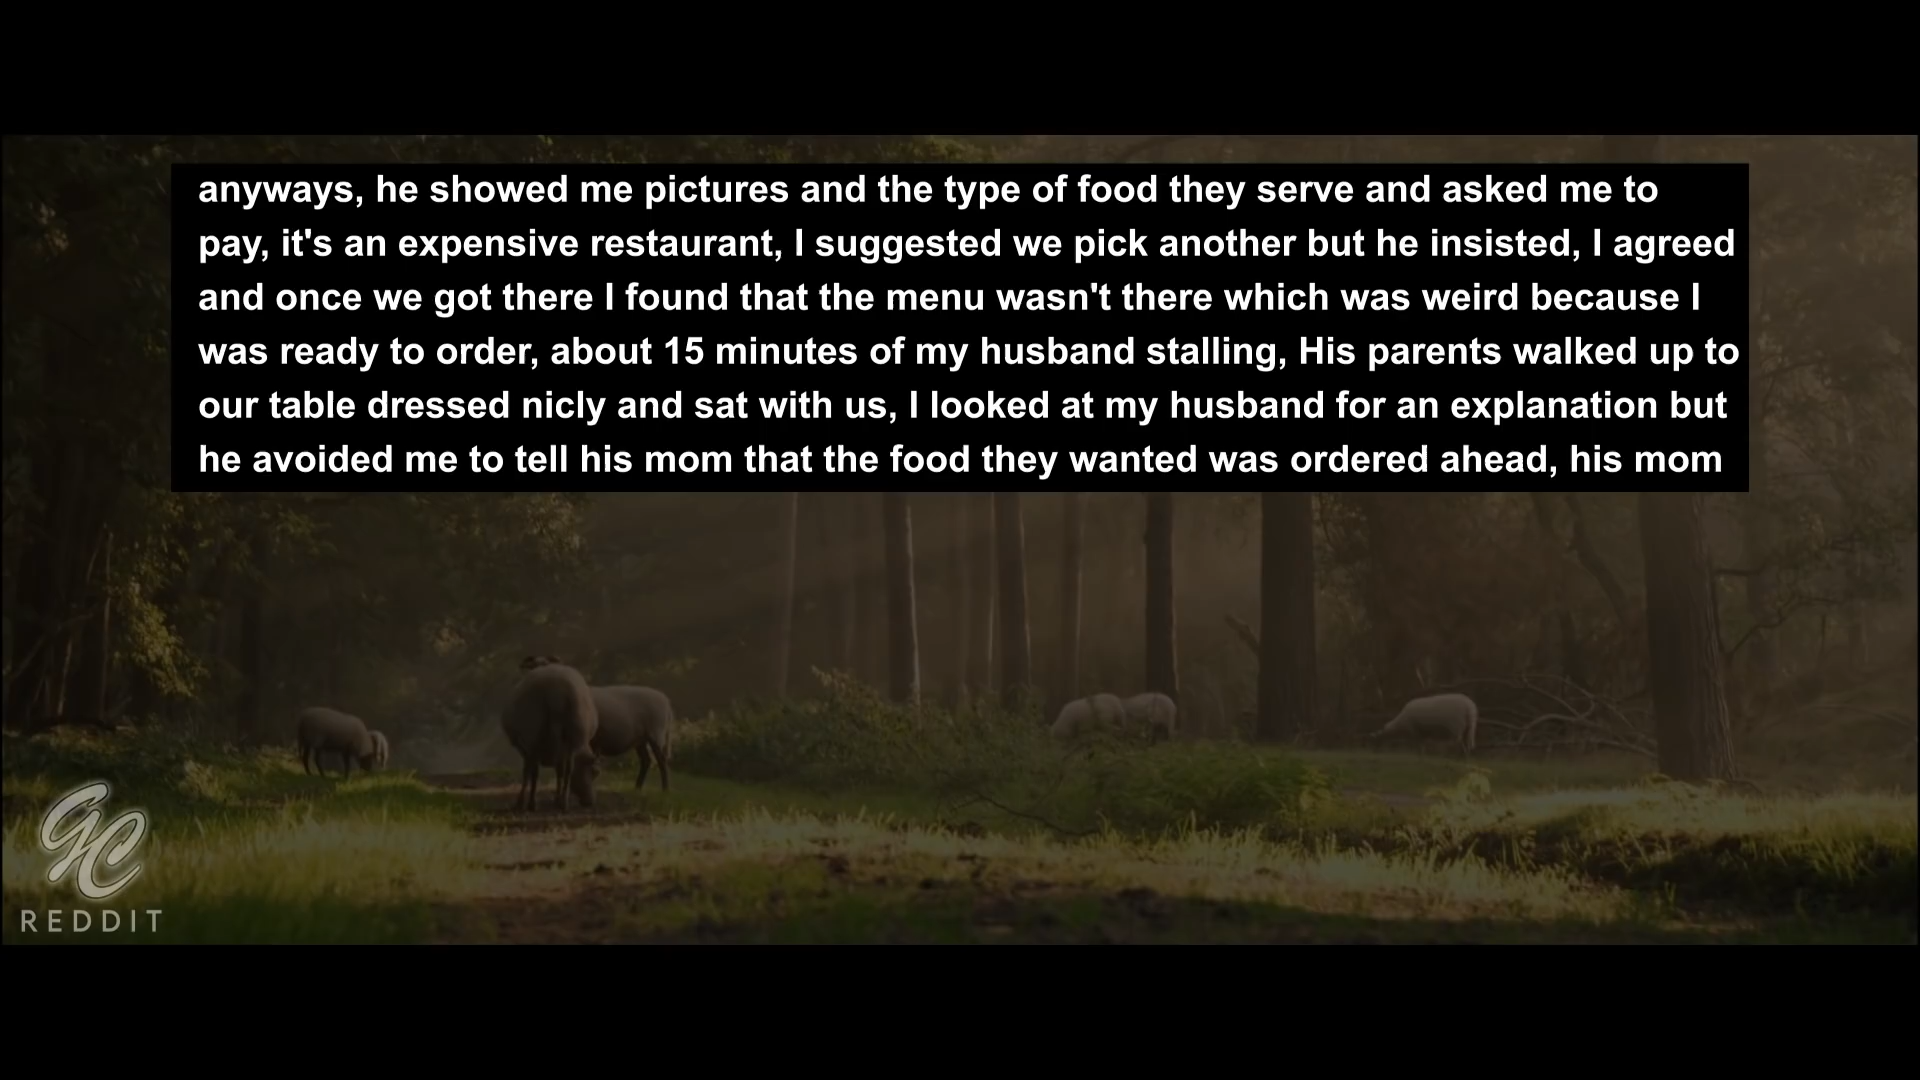 anyways, he showed me pictures and the type of food they serve and asked me to
pay, it's an expensive restaurant, I suggested we pick another but he insisted, I agreed
and once we got there I found that the menu wasn't there which was weird because I
was ready to order, about 15 minutes of my husband stalling, His parents walked up to
our table dressed nicly and sat with us, I looked at my husband for an explanation but
he avoided me to tell his mom that the food they wanted was ordered ahead, his mom
GC
REDDIT